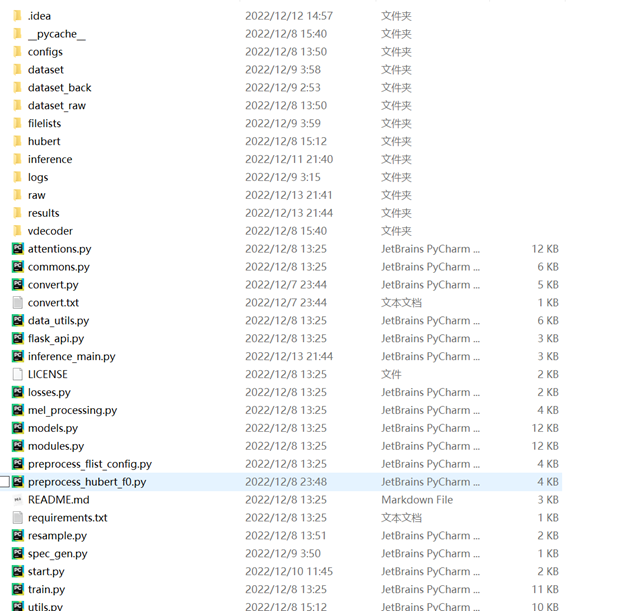 .idea 2022/12/12 14:57 文件夹
__pycache__ 2022/12/8 15:40 文件夹
configs 2022/12/8 13:50 文件夹
dataset 2022/12/9 3:58 文件夹
dataset_back 2022/12/9 2:53 文件夹
dataset_raw 2022/12/8 13:50 文件夹
filelists 2022/12/9 3:59 文件夹
hubert 2022/12/8 15:12 文件夹
inference 2022/12/11 21:40 文件夹
logs 2022/12/9 3:15 文件夹
raw 2022/12/13 21:41 文件夹
results 2022/12/13 21:44 文件夹
vdecoder 2022/12/8 15:40 文件夹
attentions.py 2022/12/8 13:25 JetBrains PyCharm ... 12 KB
commons.py 2022/12/8 13:25 JetBrains PyCharm ... 6 KB
convert.py 2022/12/7 23:44 JetBrains PyCharm ... 5 KB
convert.txt 2022/12/7 23:44 文本文档 1 KB
data_utils.py 2022/12/8 13:25 JetBrains PyCharm ... 6 KB
flask_api.py 2022/12/8 13:25 JetBrains PyCharm ... 3 KB
inference_main.py 2022/12/13 21:44 JetBrains PyCharm ... 3 KB
LICENSE 2022/12/8 13:25 文件 2 KB
losses.py 2022/12/8 13:25 JetBrains PyCharm ... 2 KB
mel_processing.py 2022/12/8 13:25 JetBrains PyCharm ... 4 KB
models.py 2022/12/8 13:25 JetBrains PyCharm ... 12 KB
modules.py 2022/12/8 13:25 JetBrains PyCharm ... 12 KB
preprocess_flist_config.py 2022/12/8 13:25 JetBrains PyCharm ... 4 KB
preprocess_hubert_f0.py 2022/12/8 23:48 JetBrains PyCharm ... 4 KB
README.md 2022/12/8 13:25 Markdown File 3 KB
requirements.txt 2022/12/8 13:25 文本文档 1 KB
resample.py 2022/12/8 13:51 JetBrains PyCharm ... 2 KB
spec_gen.py 2022/12/9 3:50 JetBrains PyCharm ... 1 KB
start.py 2022/12/10 11:45 JetBrains PyCharm ... 2 KB
train.py 2022/12/8 13:25 JetBrains PyCharm ... 11 KB
utils.py 2022/12/8 15:12 JetBrains PyCharm ... 10 KB